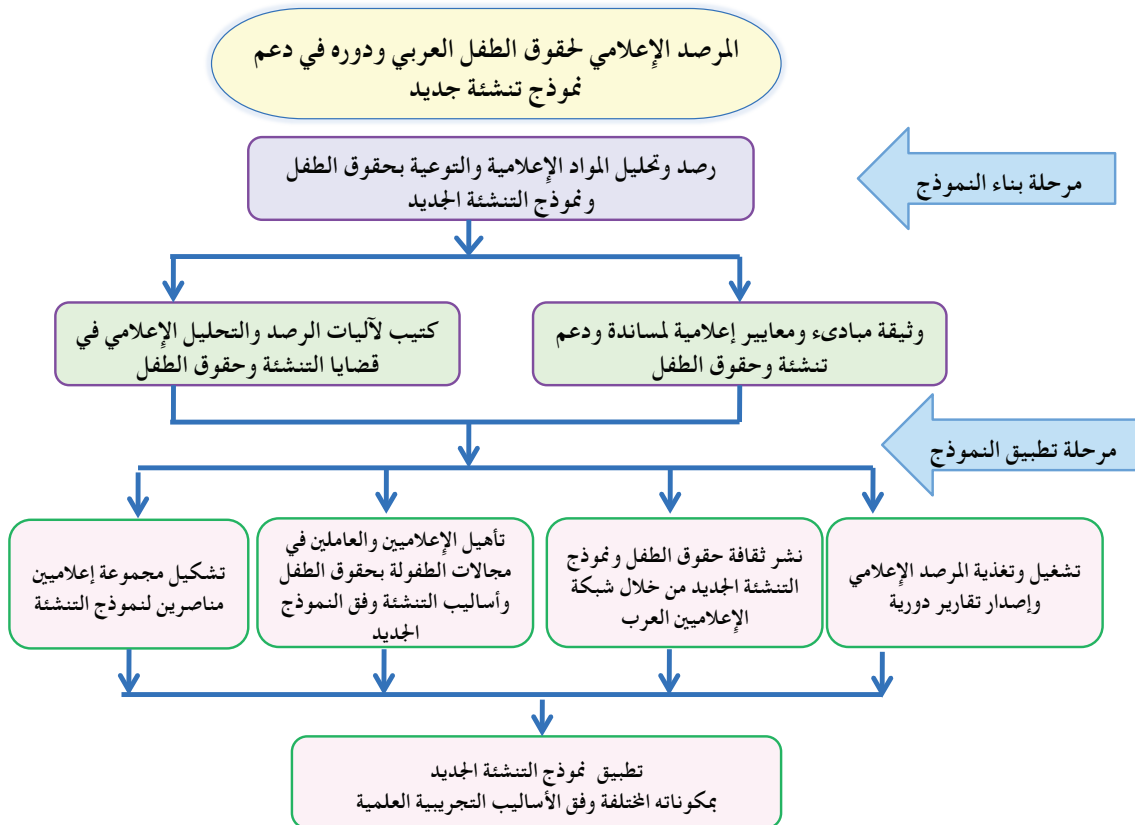 المرصد الإعلامي لحقوق الطفل العربي ودوره في دعم
نموذج تنشئة جديد
مرحلة بناء النموذج
رصد وتحليل المواد الإعلامية والتوعية بحقوق الطفل
ونموذج التنشئة الجديد
وثيقة مبادىء ومعايير إعلامية لمساندة ودعم
تنشئة وحقوق الطفل
كتيب لآليات الرصد والتحليل الإعلامي في
قضايا التنشئة وحقوق الطفل
مرحلة تطبيق النموذج
تشغيل وتغذية المرصد الإعلامي
وإصدار تقارير دورية
نشر ثقافة حقوق الطفل ونموذج
التنشئة الجديد من خلال شبكة
الإعلاميين العرب
تأهيل الإعلاميين والعاملين في
مجالات الطفولة بحقوق الطفل
وأساليب التنشئة وفق النموذج
الجديد
تشكيل مجموعة إعلاميين
مناصرين لنموذج التنشئة
تطبيق نموذج التنشئة الجديد
بمكوناته المختلفة وفق الأساليب التجريبية العلمية